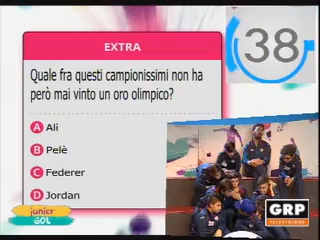 EXTRA
38
Quale fra questi campionissimi non ha
però mai vinto un oro olimpico?
A Alì
B Pelè
C Federer
D Jordan
junior
GOL
GRP
TELEVISIONE